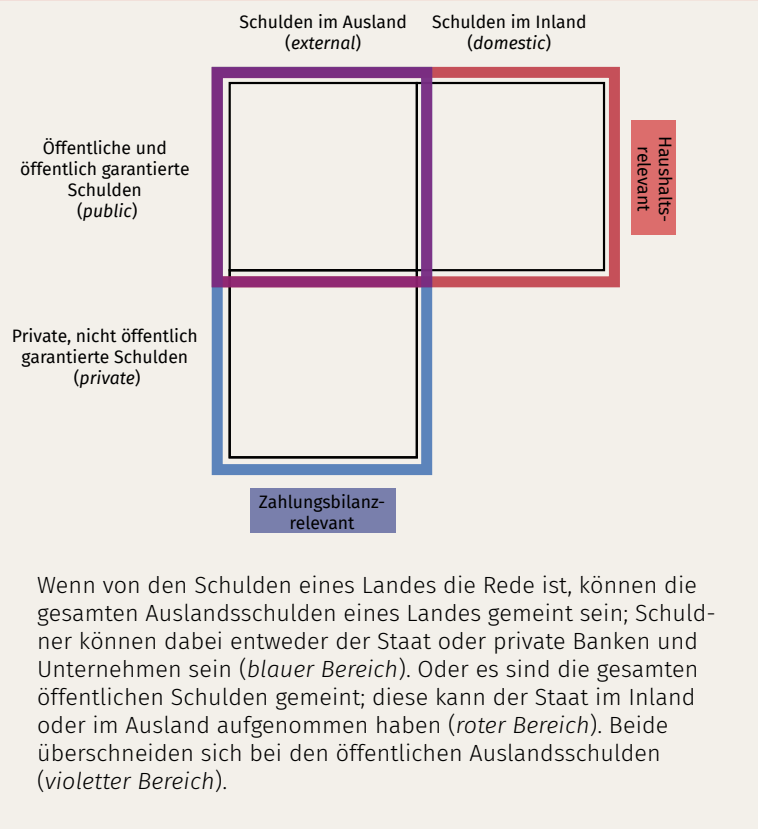 Schulden im Ausland
(external)
Schulden im Inland
(domestic)
Öffentliche und
öffentlich garantierte
Schulden
(public)
Haushalts-
relevant
Private, nicht öffentlich
garantierte Schulden
(private)
Zahlungsbilanz-
relevant
Wenn von den Schulden eines Landes die Rede ist, können die
gesamten Auslandsschulden eines Landes gemeint sein; Schuld-
ner können dabei entweder der Staat oder private Banken und
Unternehmen sein (blauer Bereich). Oder es sind die gesamten
öffentlichen Schulden gemeint; diese kann der Staat im Inland
oder im Ausland aufgenommen haben (roter Bereich). Beide
überschneiden sich bei den öffentlichen Auslandsschulden
(violetter Bereich).